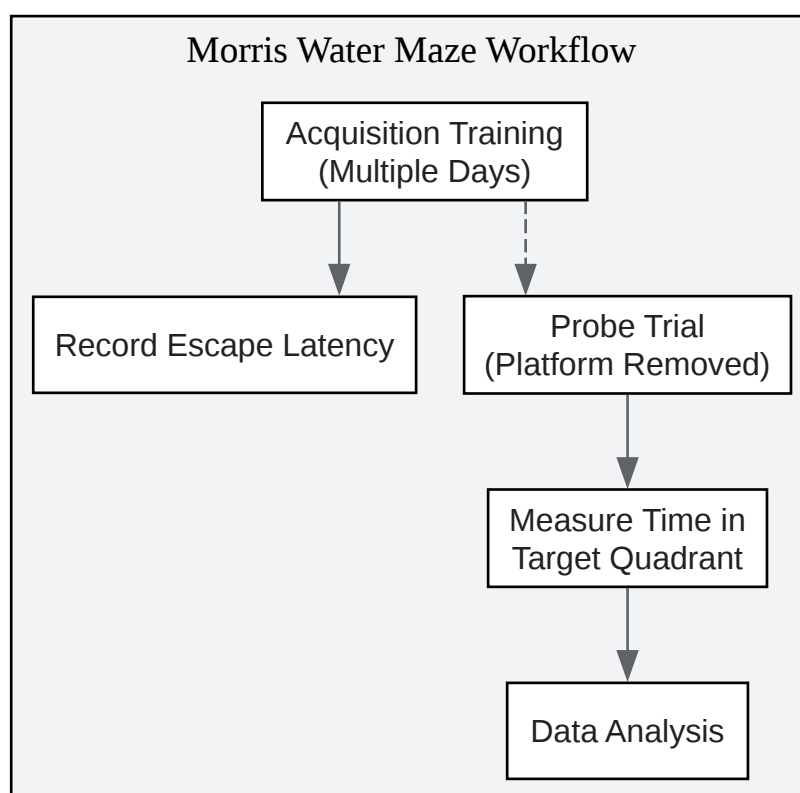 Morris Water Maze Workflow
Acquisition Training
(Multiple Days)
Record Escape Latency
Probe Trial
(Platform Removed)
Measure Time in
Target Quadrant
Data Analysis